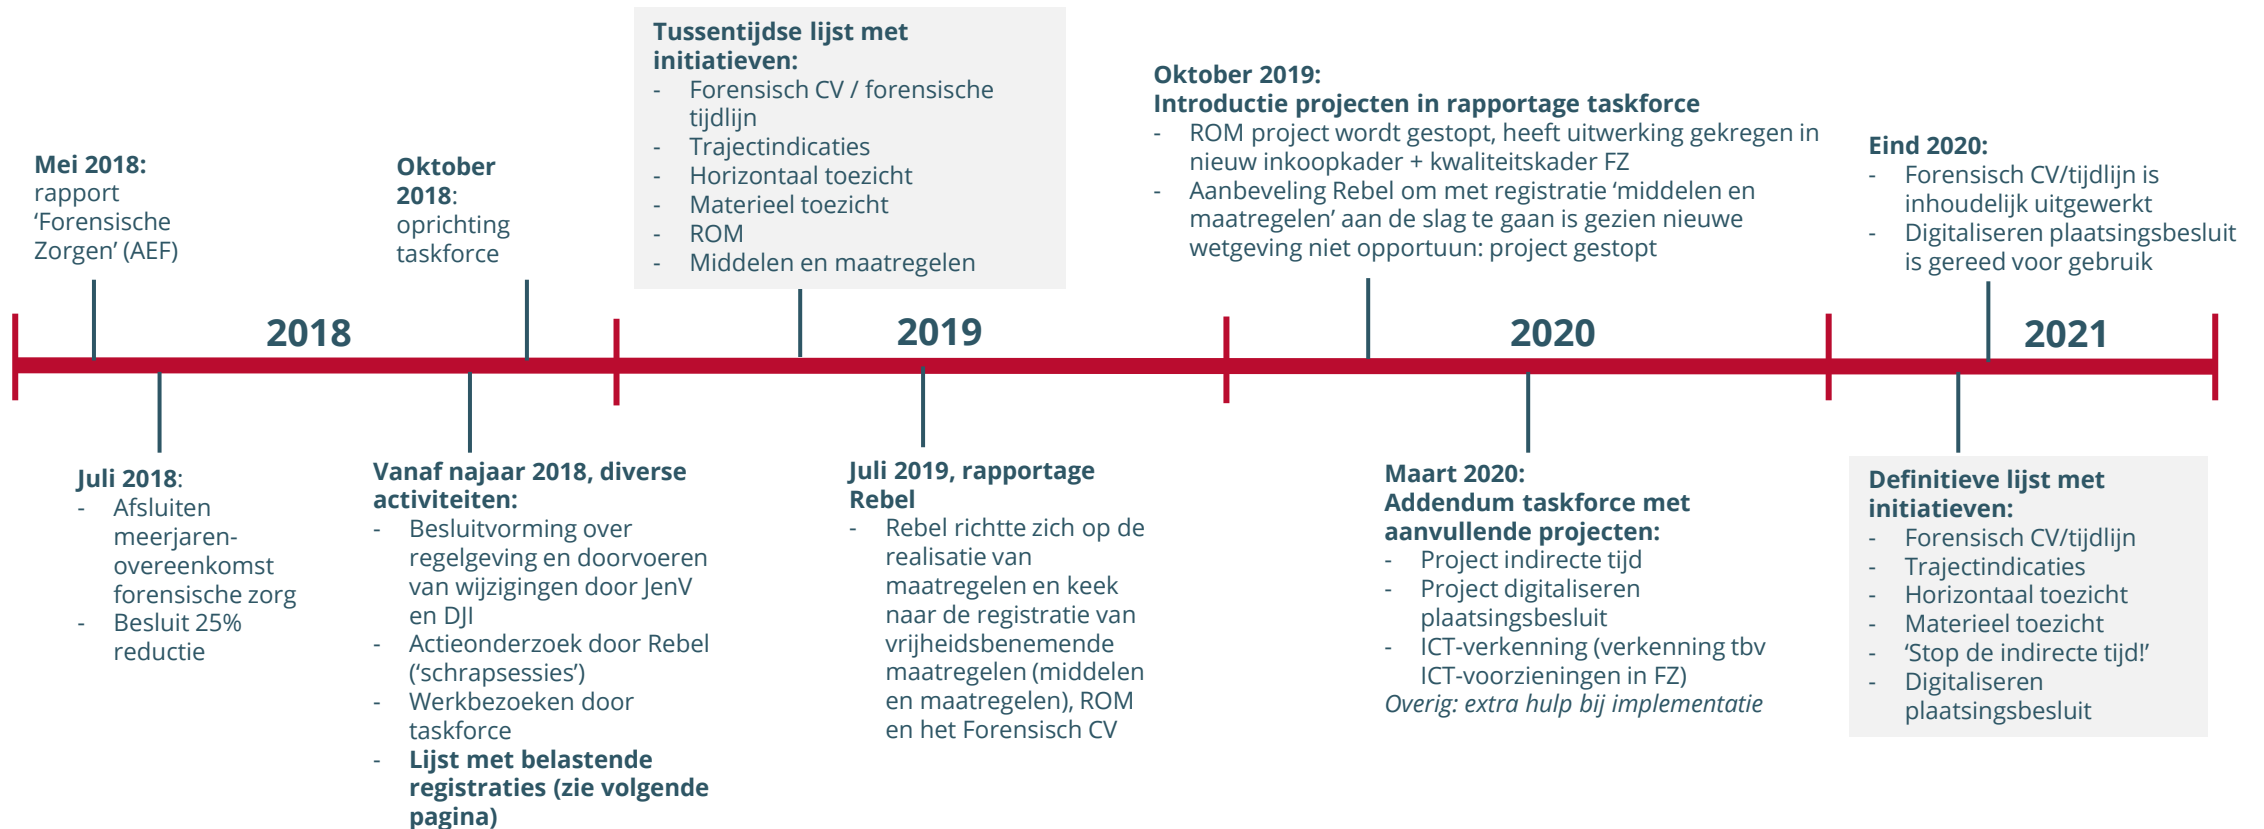 Mei 2018:
rapport
‘Forensische
Zorgen’ (AEF)
Oktober
2018:
oprichting
taskforce
Tussentijdse lijst met
initiatieven:
- Forensisch CV / forensische
tijdlijn
- Trajectindicaties
- Horizontaal toezicht
- Materieel toezicht
- ROM
- Middelen en maatregelen
Oktober 2019:
Introductie projecten in rapportage taskforce
- ROM project wordt gestopt, heeft uitwerking gekregen in
nieuw inkoopkader + kwaliteitskader FZ
- Aanbeveling Rebel om met registratie ‘middelen en
maatregelen’ aan de slag te gaan is gezien nieuwe
wetgeving niet opportuun: project gestopt
Eind 2020:
- Forensisch CV/tijdlijn is
inhoudelijk uitgewerkt
- Digitaliseren plaatsingsbesluit
is gereed voor gebruik
2018
2019
2020
2021
Juli 2018:
- Afsluiten
meerjaren-
overeenkomst
forensische zorg
- Besluit 25%
reductie
Vanaf najaar 2018, diverse
activiteiten:
- Besluitvorming over
regelgeving en doorvoeren
van wijzigingen door JenV
en DJI
- Actieonderzoek door Rebel
(‘schrapsessies’)
- Werkbezoeken door
taskforce
- Lijst met belastende
registraties (zie volgende
pagina)
Juli 2019, rapportage
Rebel
- Rebel richtte zich op de
realisatie van
maatregelen en keek
naar de registratie van
vrijheidsbenemende
maatregelen (middelen
en maatregelen), ROM
en het Forensisch CV
Maart 2020:
Addendum taskforce met
aanvullende projecten:
- Project indirecte tijd
- Project digitaliseren
plaatsingsbesluit
- ICT-verkenning (verkenning tbv
ICT-voorzieningen in FZ)
Overig: extra hulp bij implementatie
Definitieve lijst met
initiatieven:
- Forensisch CV/tijdlijn
- Trajectindicaties
- Horizontaal toezicht
- Materieel toezicht
- ‘Stop de indirecte tijd!’
- Digitaliseren
plaatsingsbesluit